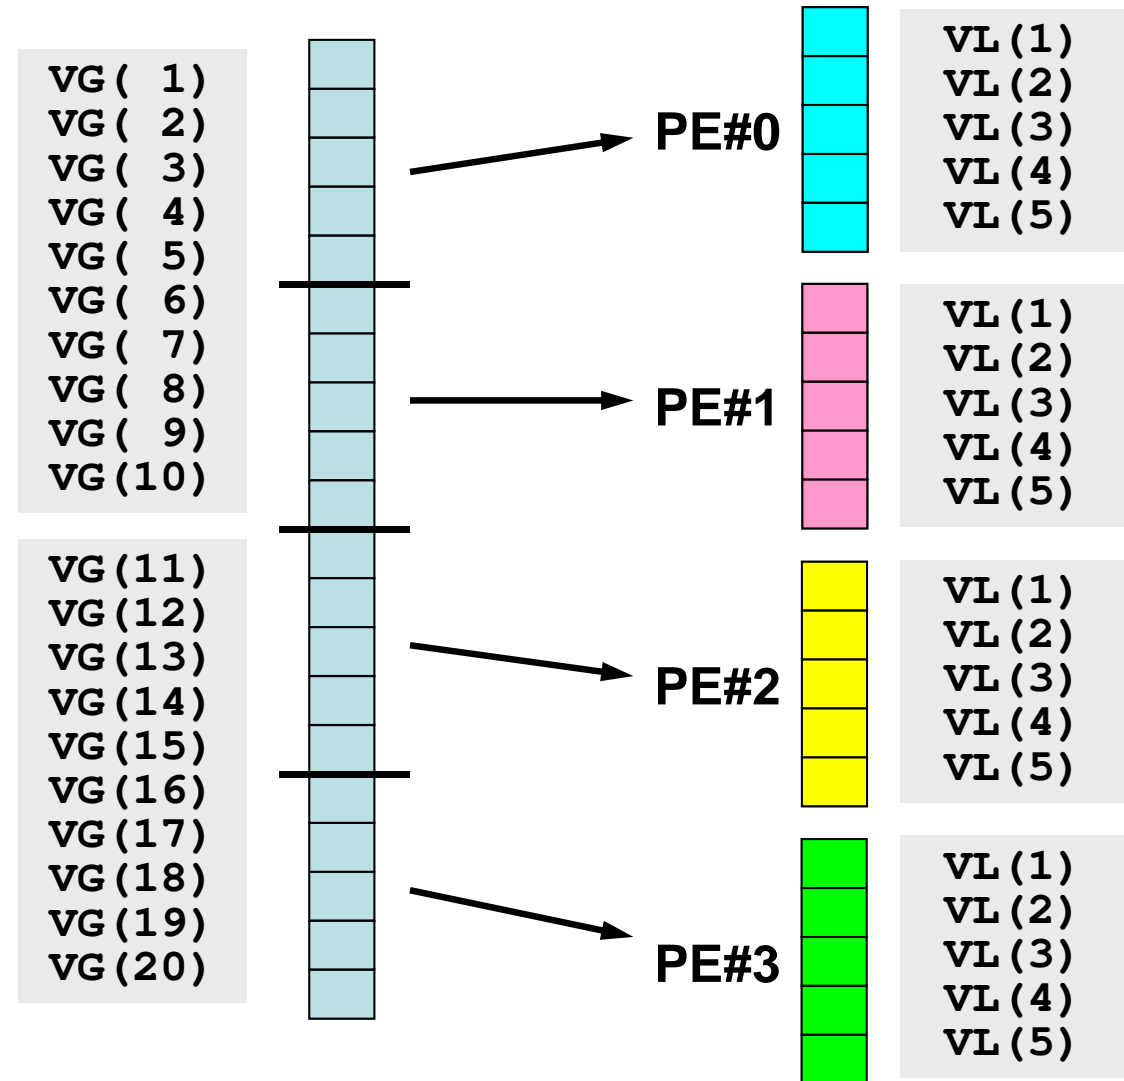 VG( 1)
VG( 2)
VG( 3)
VG( 4)
VG( 5)
VG( 6)
VG( 7)
VG( 8)
VG( 9)
VG(10)
VG(11)
VG(12)
VG(13)
VG(14)
VG(15)
VG(16)
VG(17)
VG(18)
VG(19)
VG(20)
PE#0
VL(1)
VL(2)
VL(3)
VL(4)
VL(5)
PE#1
VL(1)
VL(2)
VL(3)
VL(4)
VL(5)
PE#2
VL(1)
VL(2)
VL(3)
VL(4)
VL(5)
PE#3
VL(1)
VL(2)
VL(3)
VL(4)
VL(5)